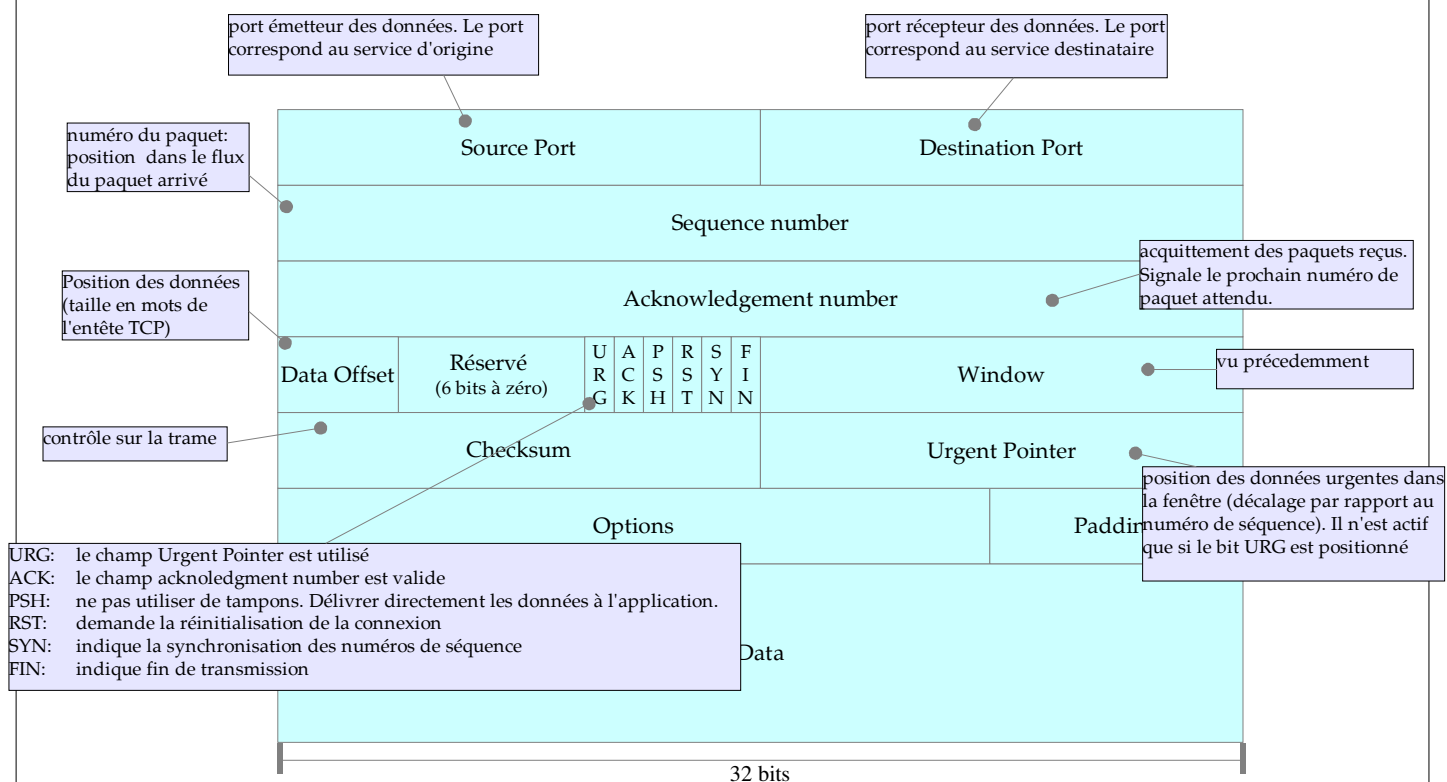 port émetteur des données. Le port
correspond au service d'origine
port récepteur des données. Le port
correspond au service destinataire
numéro du paquet:
position dans le flux
du paquet arrivé
Source Port
Destination Port
Sequence number
acquittement des paquets reçus.
Signale le prochain numéro de
paquet attendu.
Position des données
(taille en mots de
l'entête TCP)
Acknowledgement number
Data Offset
Réservé
(6 bits à zéro)
URG
ACK
PSH
RST
SYN
FIN
Window
vu précedemment
contrôle sur la trame
Checksum
Urgent Pointer
position des données urgentes dans
la fenêtre (décalage par rapport au
numéro de séquence). Il n'est actif
que si le bit URG est positionné
Options
Paddin
URG: le champ Urgent Pointer est utilisé
ACK: le champ acknoledgment number est valide
PSH: ne pas utiliser de tampons. Délivrer directement les données à l'application.
RST: demande la réinitialisation de la connexion
SYN: indique la synchronisation des numéros de séquence
FIN: indique fin de transmission
Data
32 bits